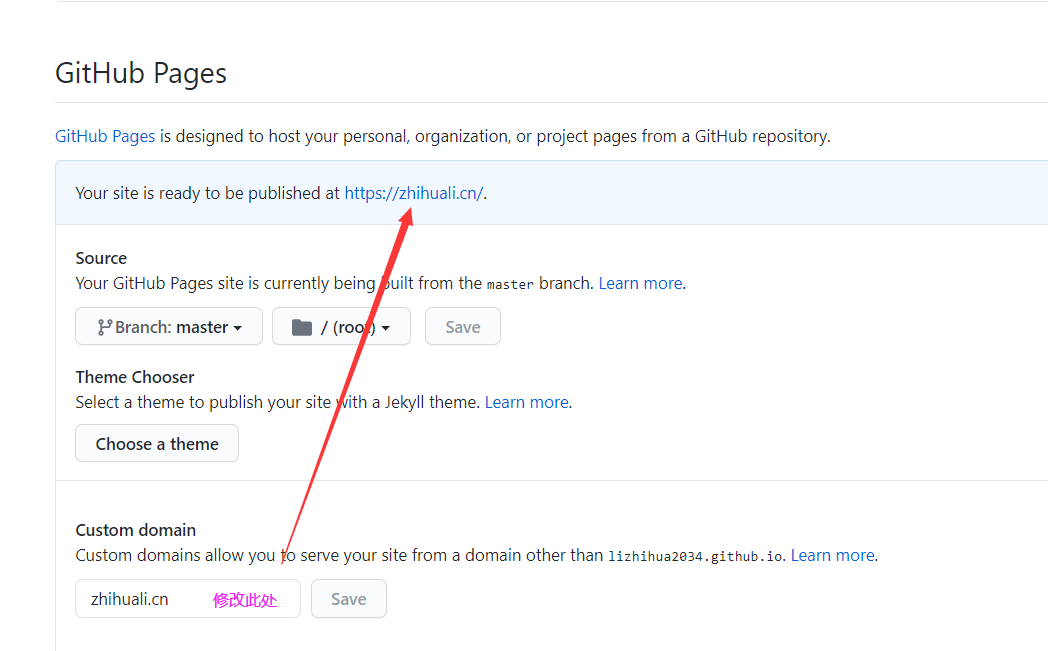 GitHub Pages
GitHub Pages is designed to host your personal, organization, or project pages from a GitHub repository.
Your site is ready to be published at https://zhihuali.cn/.
Source
Your GitHub Pages site is currently being built from the master branch. Learn more.
Branch: master / (root) Save
Theme Chooser
Select a theme to publish your site with a Jekyll theme. Learn more.
Choose a theme
Custom domain
Custom domains allow you to serve your site from a domain other than lizhihua2034.github.io. Learn more.
zhihuali.cn 修改此处 Save